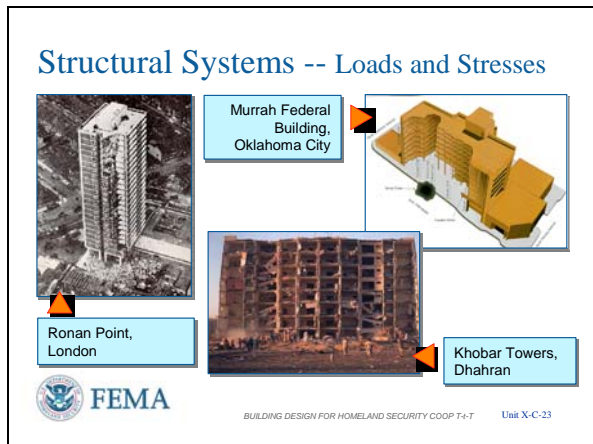 Structural Systems -- Loads and Stresses
Murrah Federal
Building,
Oklahoma City
Ronan Point,
London
Khobar Towers,
Dhahran
FEMA
BUILDING DESIGN FOR HOMELAND SECURITY COOP T-t-T
Unit X-C-23